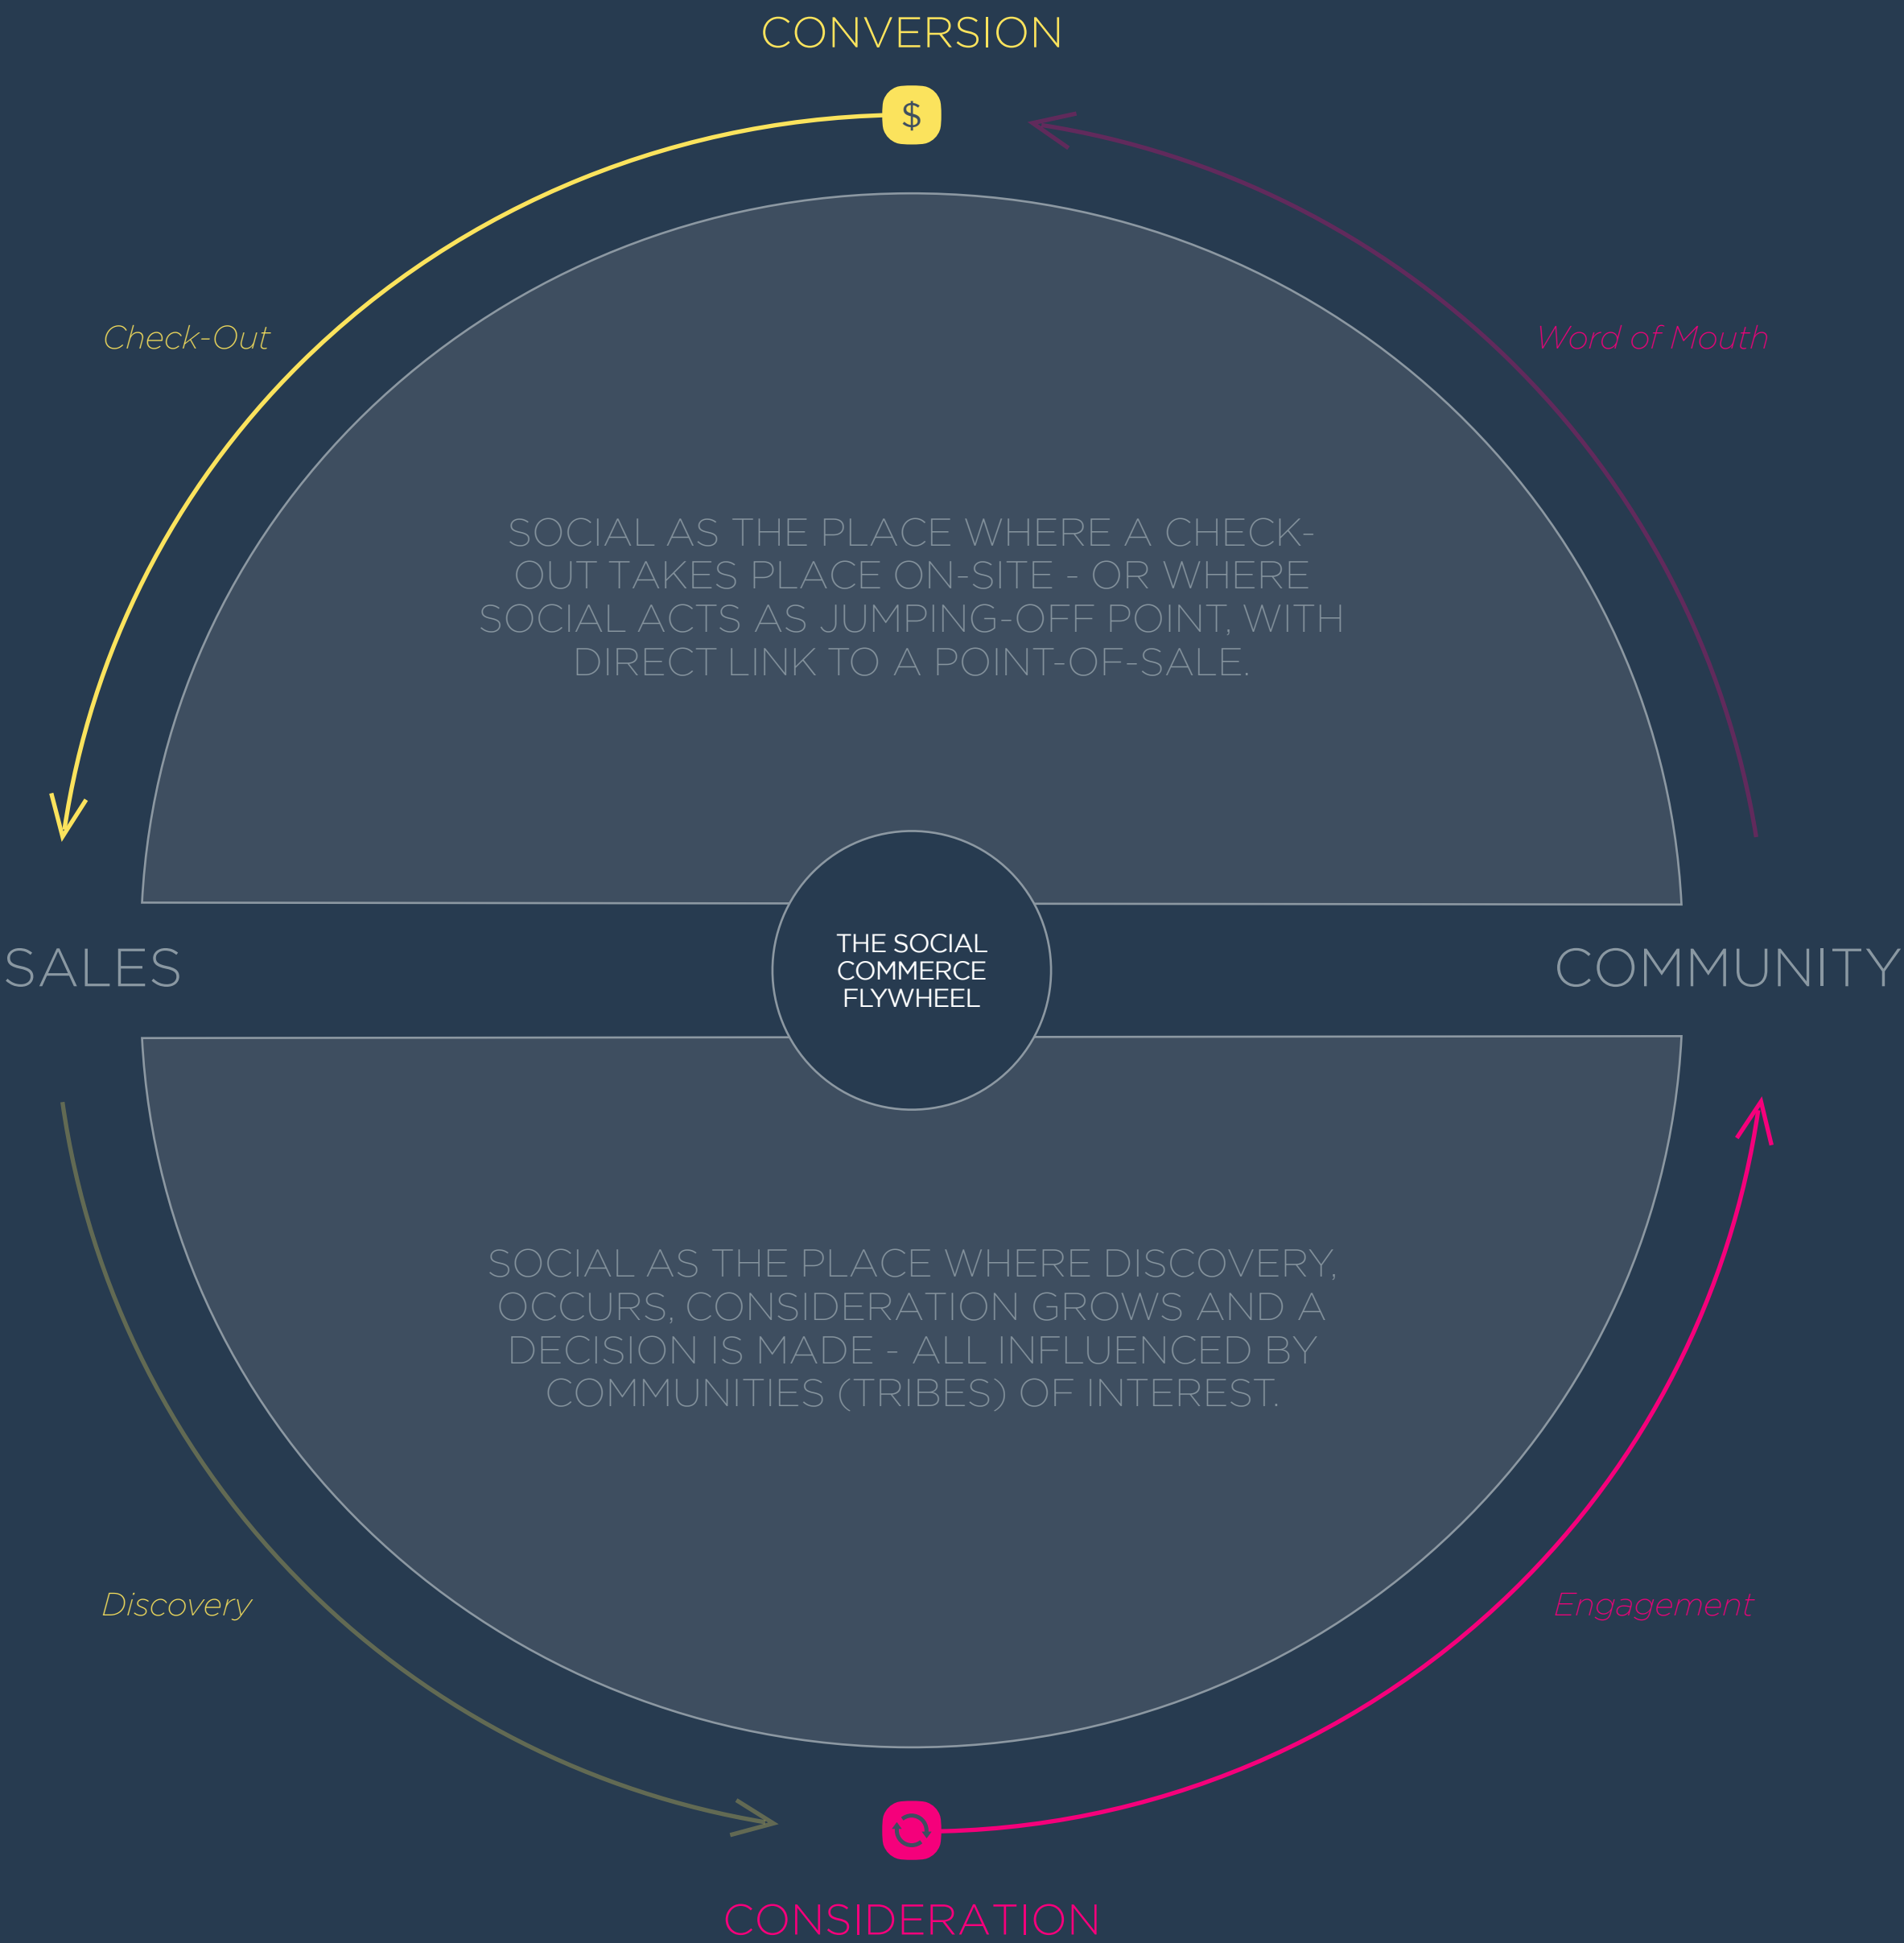 CONVERSION
$
Check-Out
Word of Mouth
SOCIAL AS THE PLACE WHERE A CHECK-
OUT TAKES PLACE ON-SITE - OR WHERE
SOCIAL ACTS AS JUMPING-OFF POINT, WITH
DIRECT LINK TO A POINT-OF-SALE.
SALES
THE SOCIAL
COMMERCE
FLYWHEEL
COMMUNITY
SOCIAL AS THE PLACE WHERE DISCOVERY,
OCCURS, CONSIDERATION GROWS AND A
DECISION IS MADE - ALL INFLUENCED BY
COMMUNITIES (TRIBES) OF INTEREST.
Discovery
Engagement
CONSIDERATION